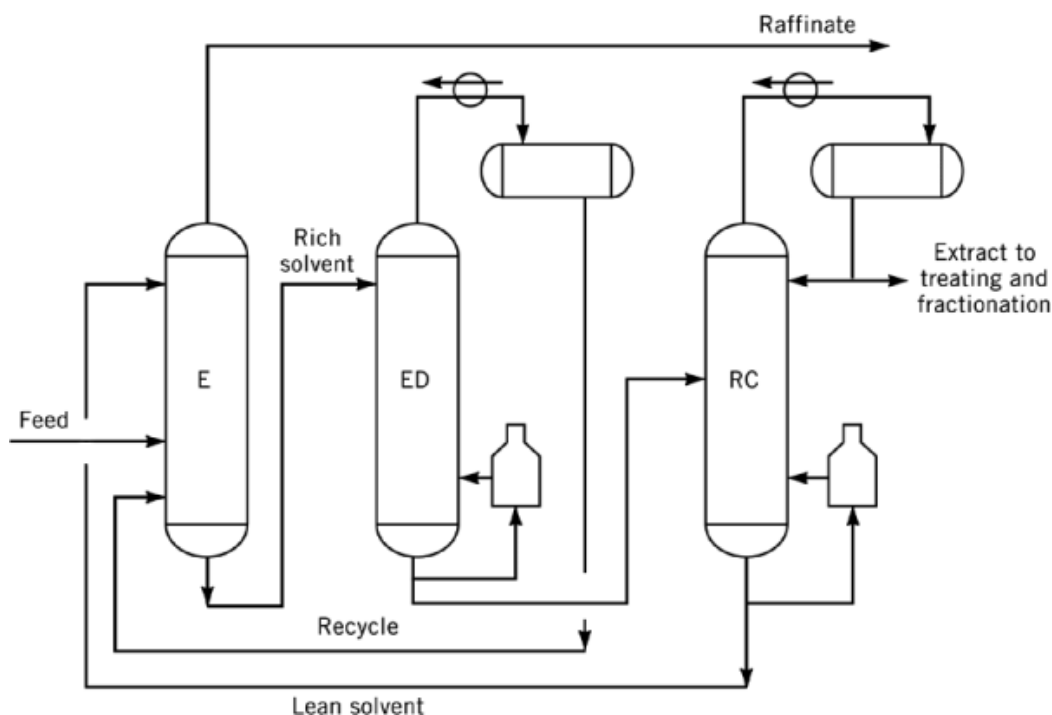 Raffinate
Rich
solvent
Extract to
treating and
fractionation
E
ED
RC
Feed
Recycle
Lean solvent